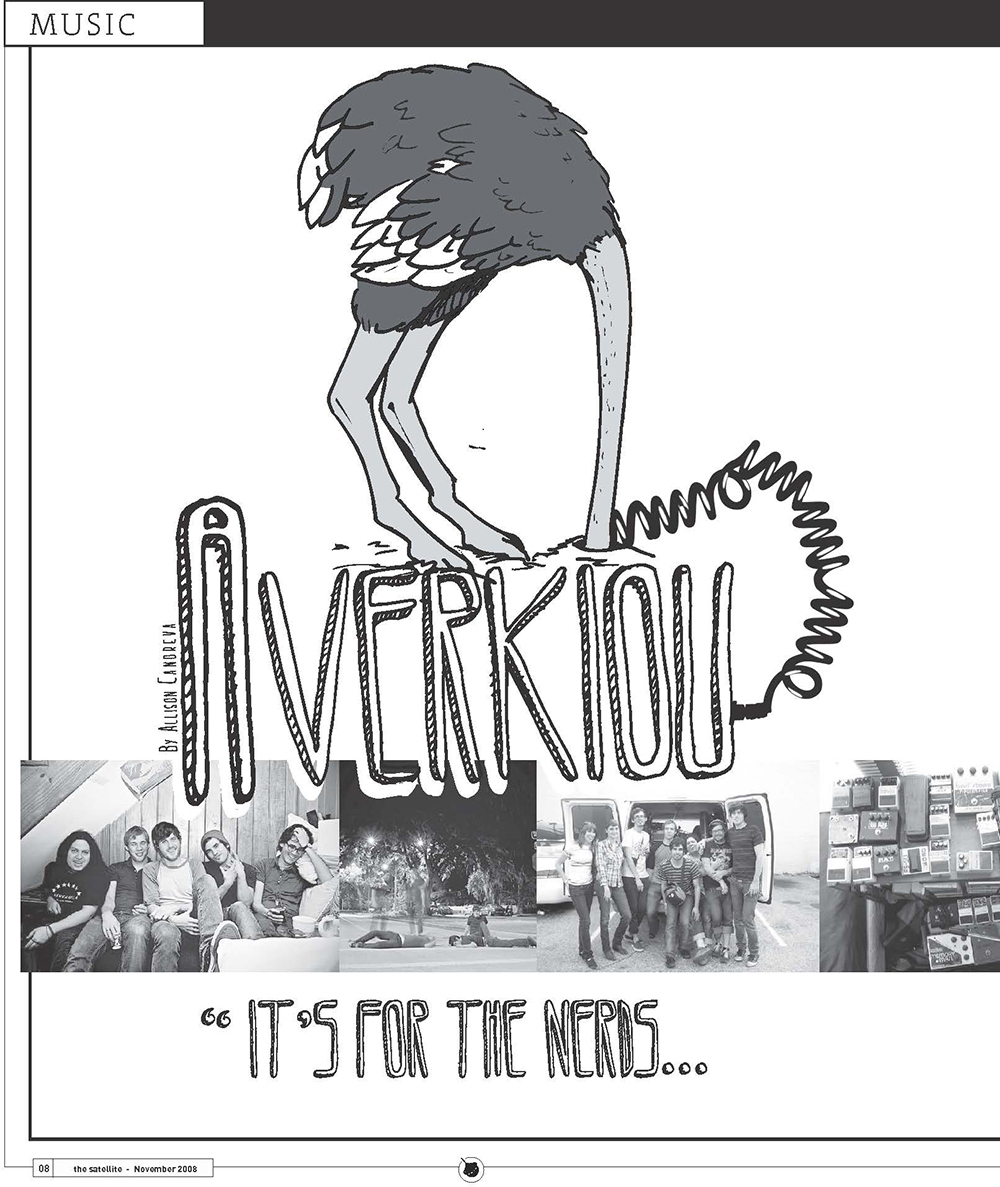 MUSIC
By Allison Candreva
AVERKIOU
“ IT'S FOR THE NERDS...
08 the satellite - November 2008